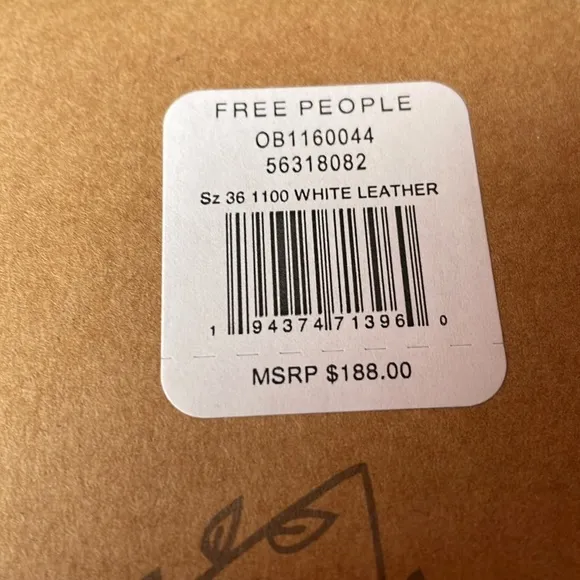 FREE PEOPLE
OB1160044
56318082
Sz 36 1100 WHITE LEATHER
1 94374 71396 0
MSRP $188.00